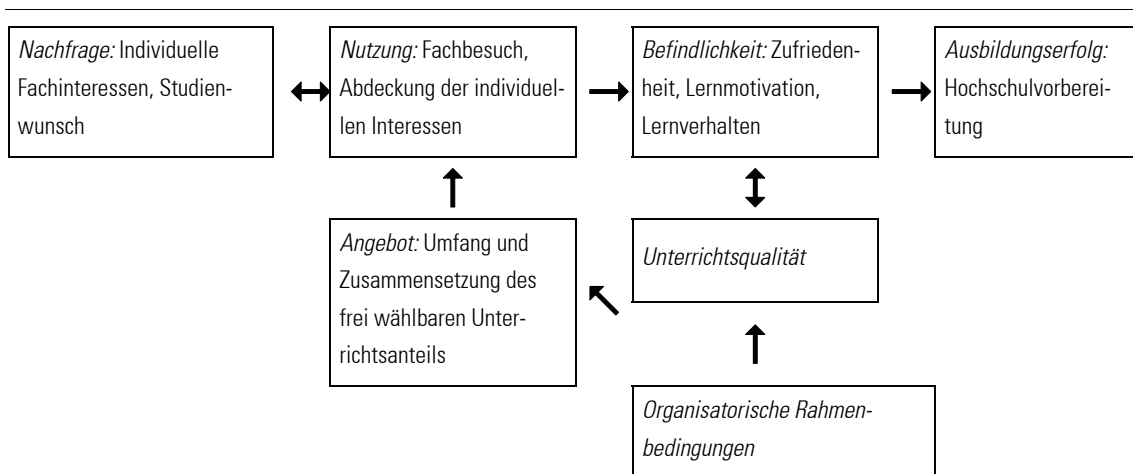 Nachfrage: Individuelle
Fachinteressen, Studien-
wunsch
Nutzung: Fachbesuch,
Abdeckung der individuel-
len Interessen
Befindlichkeit: Zufrieden-
heit, Lernmotivation,
Lernverhalten
Ausbildungserfolg:
Hochschulvorberei-
tung
Angebot: Umfang und
Zusammensetzung des
frei wählbaren Unter-
richtsanteils
Unterrichtsqualität
Organisatorische Rahmen-
bedingungen